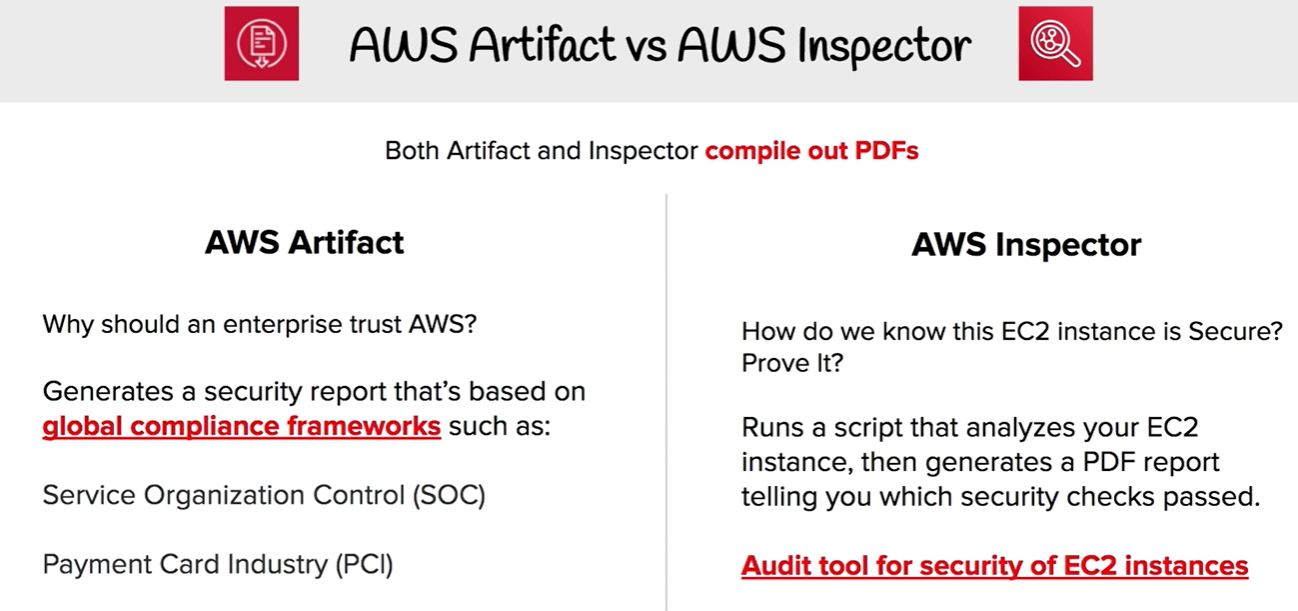 AWS Artifact vs AWS Inspector
Both Artifact and Inspector compile out PDFs
AWS Artifact
Why should an enterprise trust AWS?
Generates a security report that's based on
global compliance frameworks such as:
Service Organization Control (SOC)
Payment Card Industry (PCI)
AWS Inspector
How do we know this EC2 instance is Secure?
Prove It?
Runs a script that analyzes your EC2
instance, then generates a PDF report
telling you which security checks passed.
Audit tool for security of EC2 instances